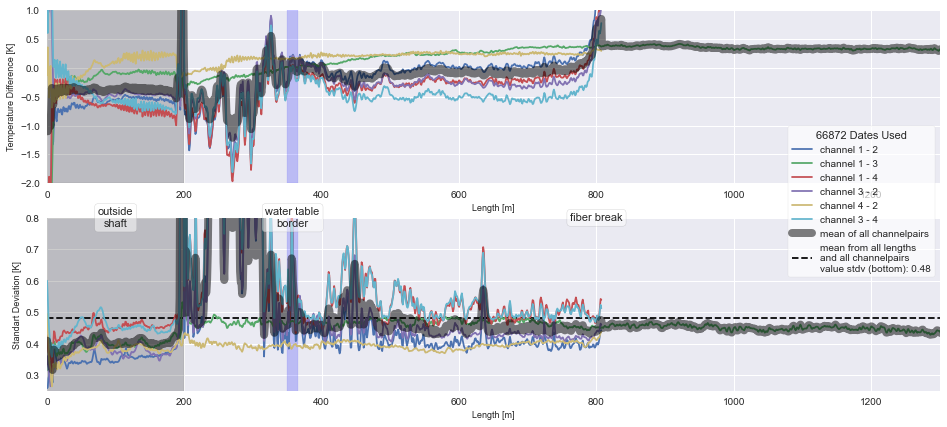 1.0
0.5
0.0
−0.5
−1.0
−1.5
−2.0
Temperature Difference [K]
0
200
400
600
800
1000
1200
Length [m]
66872 Dates Used
channel 1 - 2
channel 1 - 3
channel 1 - 4
channel 3 - 2
channel 4 - 2
channel 3 - 4
mean of all channelpairs
mean from all lengths
and all channelpairs
value stdv (bottom): 0.48
outside
shaft
water table
border
fiber break
0.8
0.7
0.6
0.5
0.4
0.3
Standart Deviation [K]
0
200
400
600
800
1000
1200
Length [m]